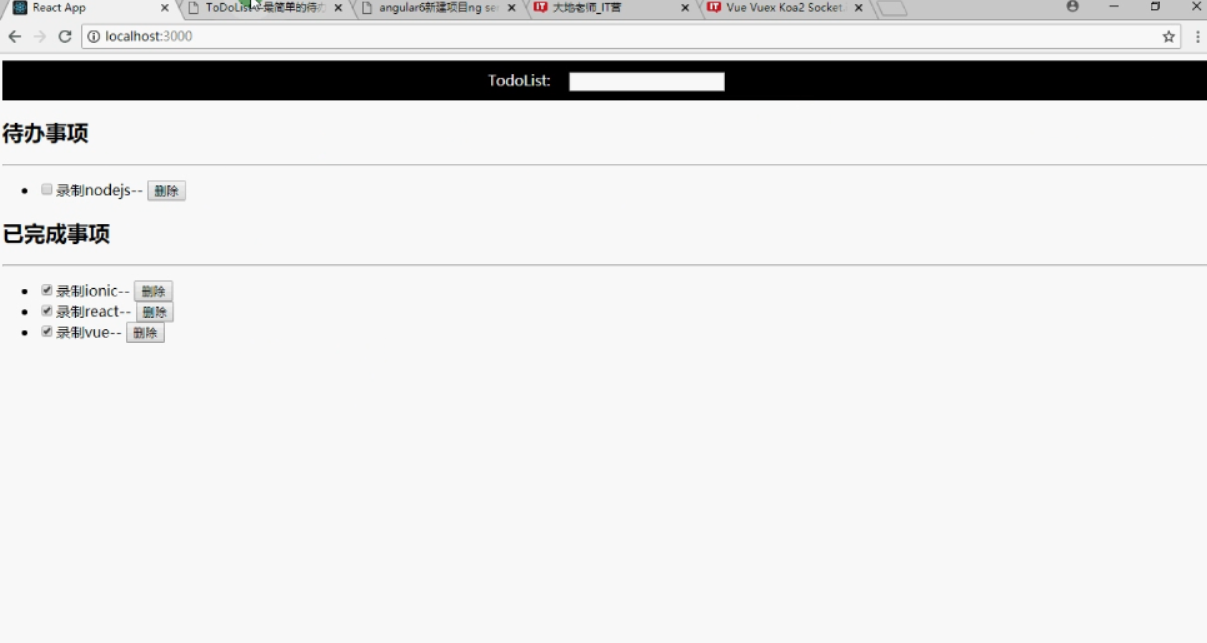 React App
ToDoList—最简单的待办
angular6新建项目ng ser
大地老师_IT营
Vue Vuex Koa2 Socket.
localhost:3000
TodoList:
待办事项
录制nodejs-- 删除
已完成事项
录制ionic-- 删除
录制react-- 删除
录制vue-- 删除